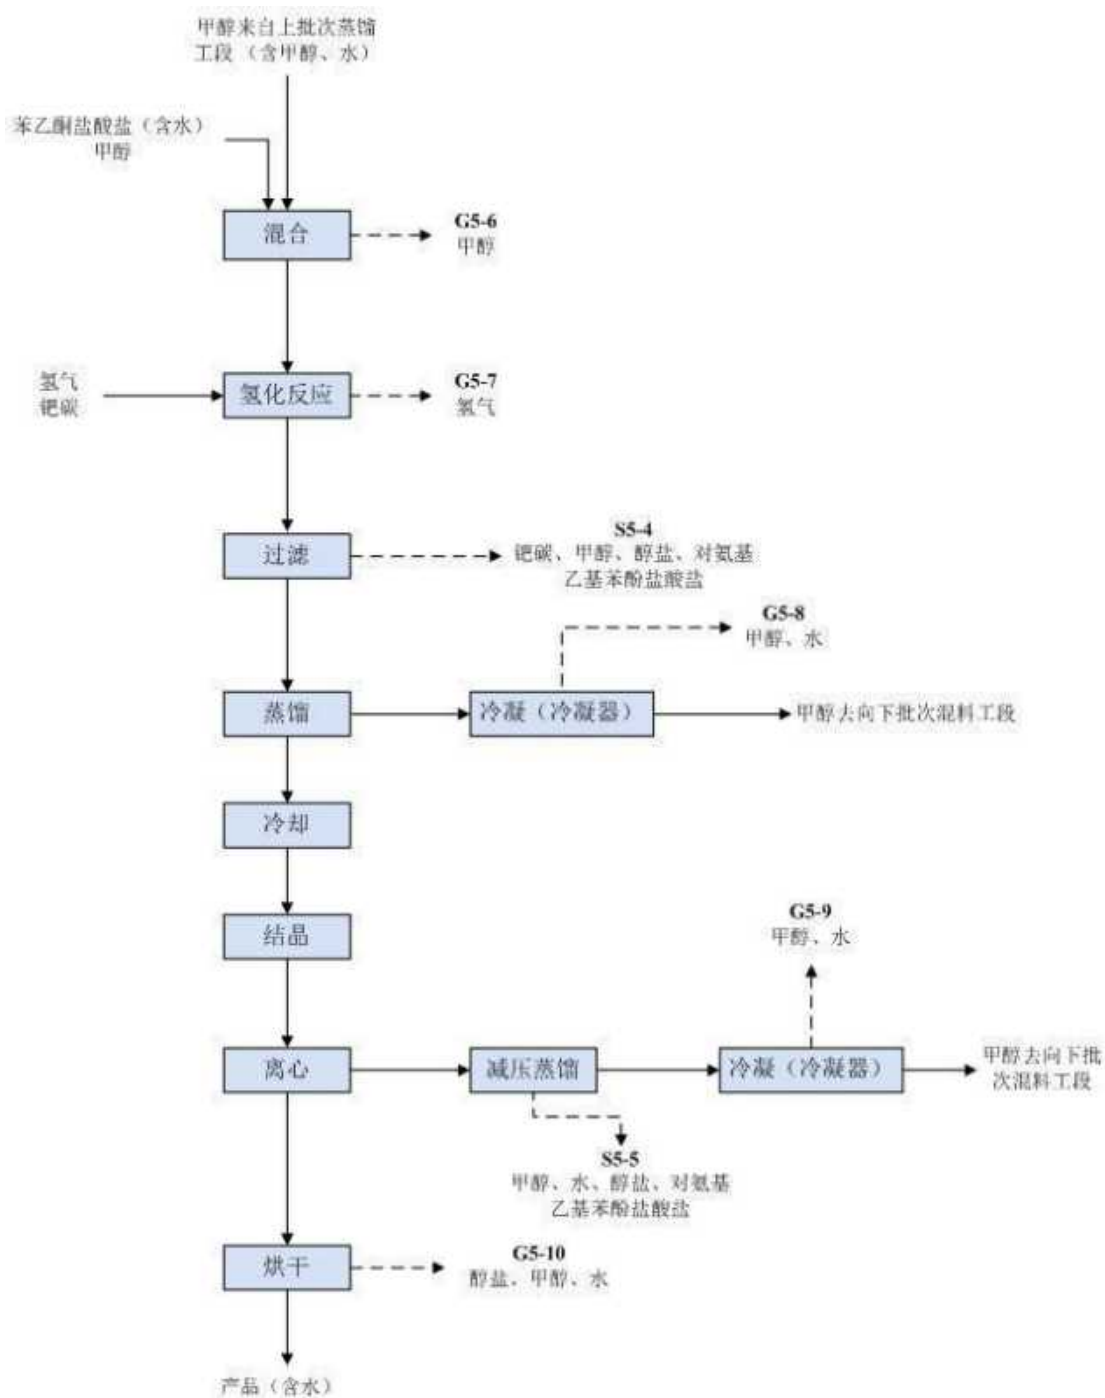 甲醇来自上批次蒸馏
工段（含甲醇、水）
苯乙酮盐酸盐（含水）
甲醇
混合
G5-6
甲醇
氢气
钯碳
氢化反应
G5-7
氢气
过滤
S5-4
钯碳、甲醇、醇盐、对氨基
乙基苯酚盐酸盐
G5-8
甲醇、水
蒸馏
冷凝（冷凝器）
甲醇去向下批次混料工段
冷却
结晶
G5-9
甲醇、水
离心
减压蒸馏
冷凝（冷凝器）
甲醇去向下批
次混料工段
S5-5
甲醇、水、醇盐、对氨基
乙基苯酚盐酸盐
烘干
G5-10
醇盐、甲醇、水
产品（含水）